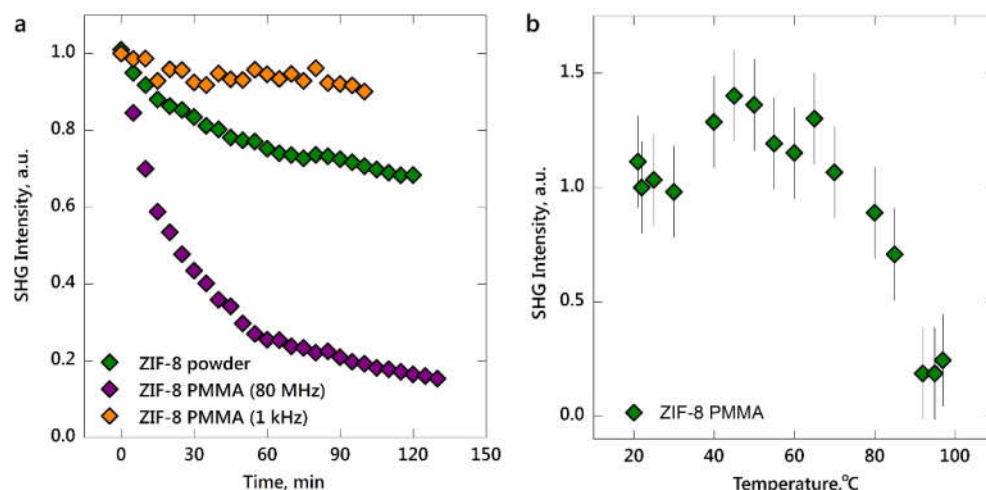 a
SHG Intensity, a.u.
1.0
0.8
0.6
0.4
0.2
0.0
ZIF-8 powder
ZIF-8 PMMA (80 MHz)
ZIF-8 PMMA (1 kHz)
0 30 60 90 120 150
Time, min
b
SHG Intensity, a.u.
1.5
1.0
0.5
0.0
ZIF-8 PMMA
20 40 60 80 100
Temperature,°C